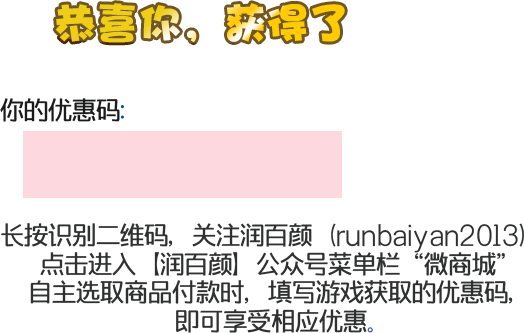 恭喜你，获得了
你的优惠码:
长按识别二维码，关注润百颜（runbaiyan2013）
点击进入【润百颜】公众号菜单栏“微商城”
自主选取商品付款时，填写游戏获取的优惠码，
即可享受相应优惠。